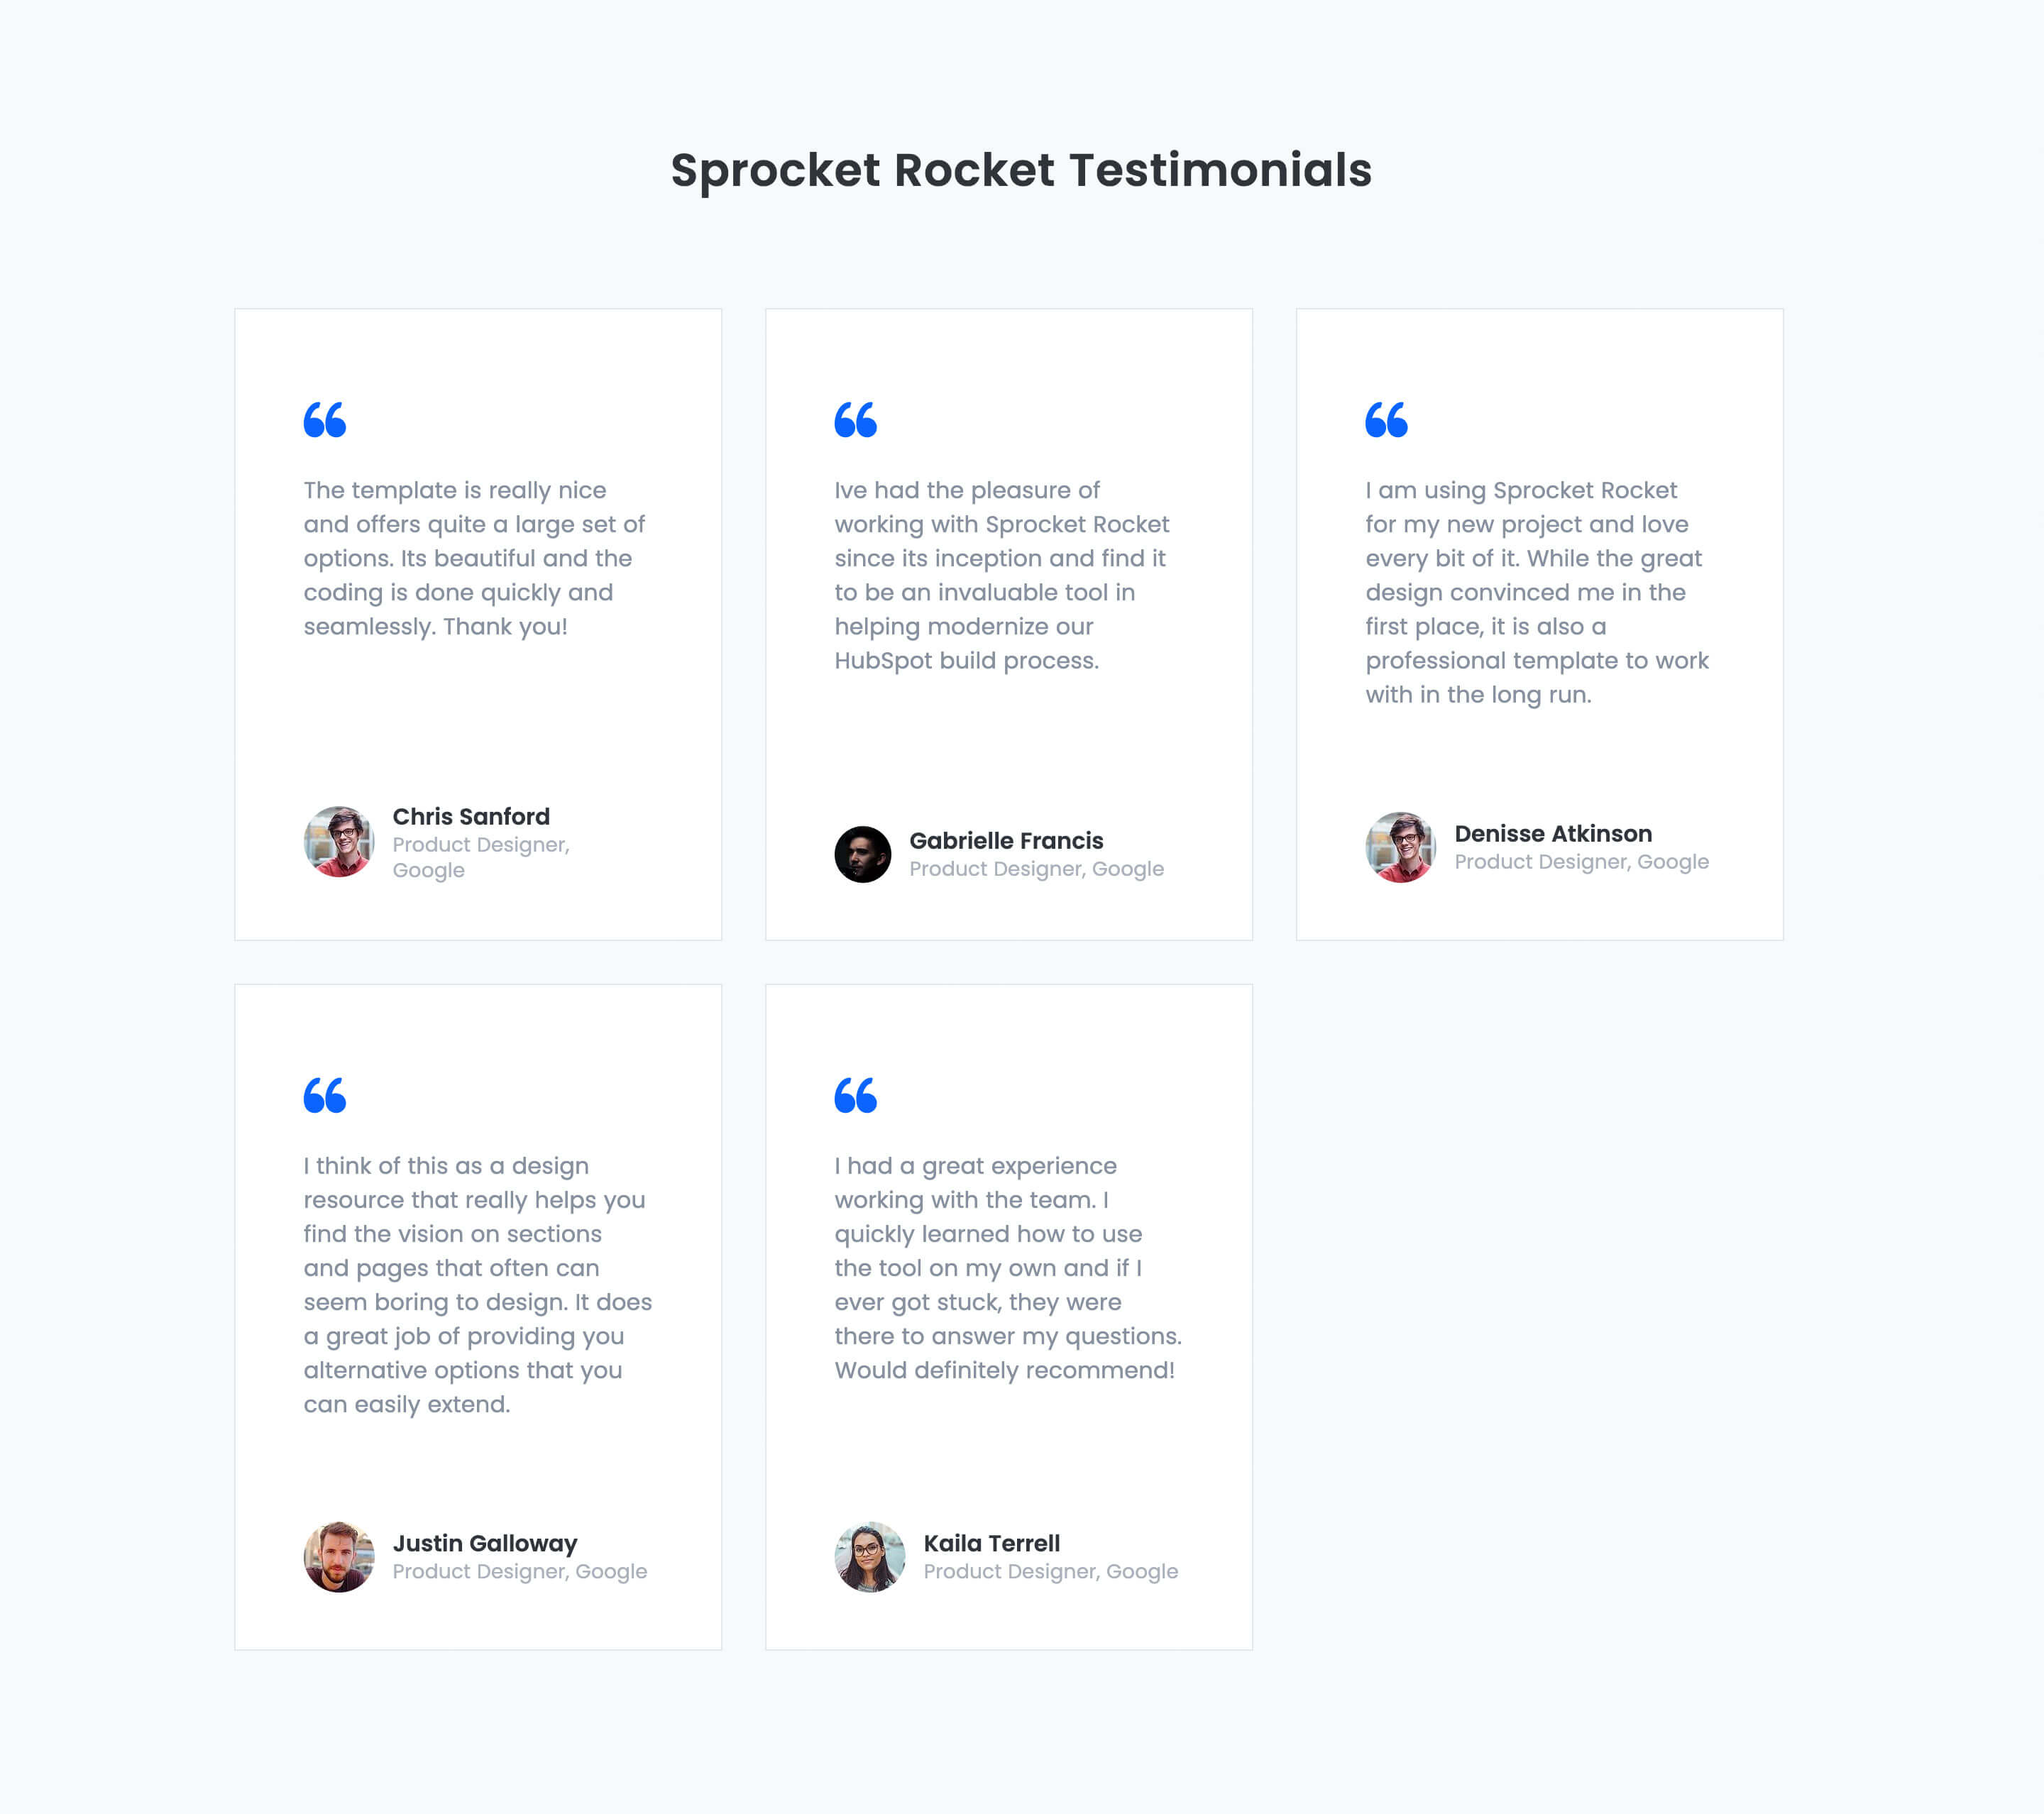 Sprocket Rocket Testimonials
“
The template is really nice
and offers quite a large set of
options. Its beautiful and the
coding is done quickly and
seamlessly. Thank you!
Chris Sanford
Product Designer,
Google
“
Ive had the pleasure of
working with Sprocket Rocket
since its inception and find it
to be an invaluable tool in
helping modernize our
HubSpot build process.
Gabrielle Francis
Product Designer, Google
“
I am using Sprocket Rocket
for my new project and love
every bit of it. While the great
design convinced me in the
first place, it is also a
professional template to work
with in the long run.
Denisse Atkinson
Product Designer, Google
“
I think of this as a design
resource that really helps you
find the vision on sections
and pages that often can
seem boring to design. It does
a great job of providing you
alternative options that you
can easily extend.
Justin Galloway
Product Designer, Google
“
I had a great experience
working with the team. I
quickly learned how to use
the tool on my own and if I
ever got stuck, they were
there to answer my questions.
Would definitely recommend!
Kaila Terrell
Product Designer, Google